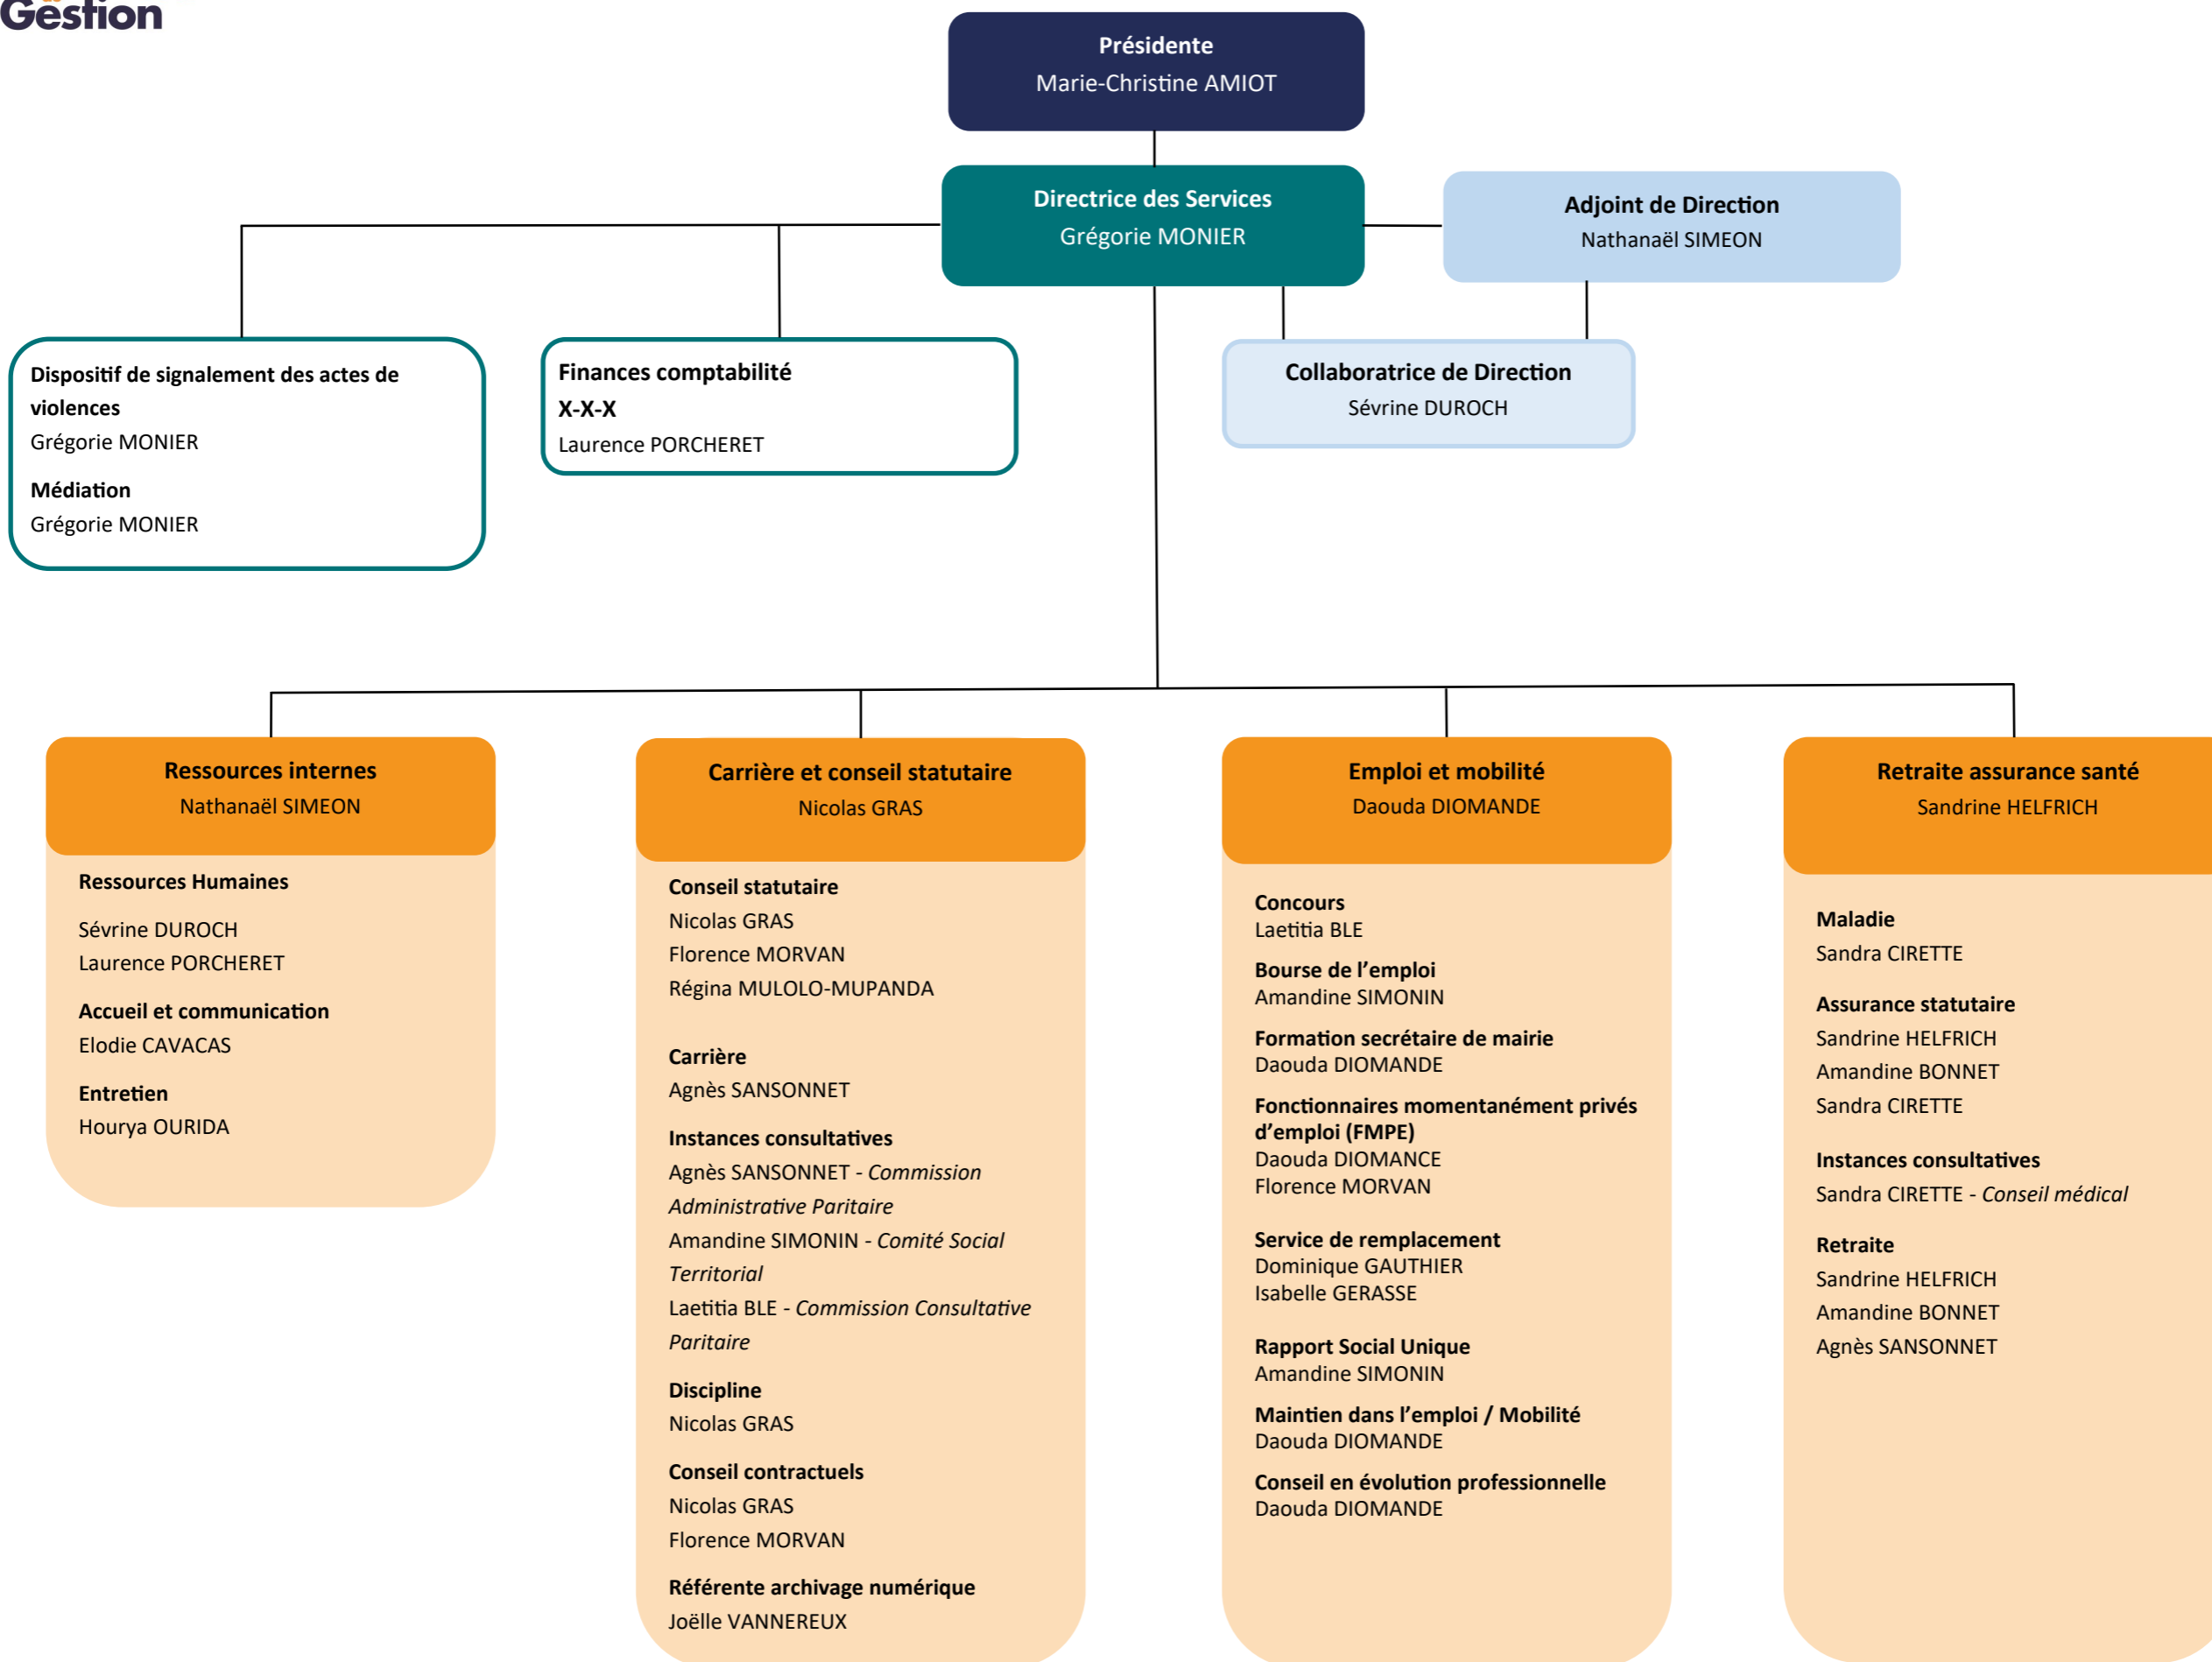 Gestion
Présidente
Marie-Christine AMIOT
Directrice des Services
Grégorie MONIER
Adjoint de Direction
Nathanaël SIMEON
Dispositif de signalement des actes de
violences
Grégorie MONIER
Médiation
Grégorie MONIER
Finances comptabilité
X-X-X
Laurence PORCHERET
Collaboratrice de Direction
Sévrine DUROCH
Ressources internes
Nathanaël SIMEON
Ressources Humaines
Sévrine DUROCH
Laurence PORCHERET
Accueil et communication
Elodie CAVACAS
Entretien
Hourya OURIDA
Carrière et conseil statutaire
Nicolas GRAS
Conseil statutaire
Nicolas GRAS
Florence MORVAN
Régina MULOLO-MUPANDA
Carrière
Agnès SANSONNET
Instances consultatives
Agnès SANSONNET - Commission
Administrative Paritaire
Amandine SIMONIN - Comité Social
Territorial
Laetitia BLE - Commission Consultative
Paritaire
Discipline
Nicolas GRAS
Conseil contractuels
Nicolas GRAS
Florence MORVAN
Référente archivage numérique
Joëlle VANNEREUX
Emploi et mobilité
Daouda DIOMANDE
Concours
Laetitia BLE
Bourse de l’emploi
Amandine SIMONIN
Formation secrétaire de mairie
Daouda DIOMANDE
Fonctionnaires momentanément privés
d’emploi (FMPE)
Daouda DIOMANCE
Florence MORVAN
Service de remplacement
Dominique GAUTHIER
Isabelle GERASSE
Rapport Social Unique
Amandine SIMONIN
Maintien dans l’emploi / Mobilité
Daouda DIOMANDE
Conseil en évolution professionnelle
Daouda DIOMANDE
Retraite assurance santé
Sandrine HELFRICH
Maladie
Sandra CIRETTE
Assurance statutaire
Sandrine HELFRICH
Amandine BONNET
Sandra CIRETTE
Instances consultatives
Sandra CIRETTE - Conseil médical
Retraite
Sandrine HELFRICH
Amandine BONNET
Agnès SANSONNET